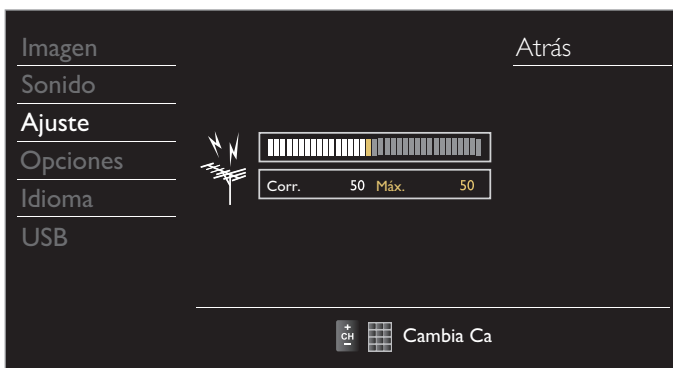 Imagen
Sonido
Ajuste
Opciones
Idioma
USB
Atrás
Corr. 50 Máx. 50
+
CH
−
Cambia Ca